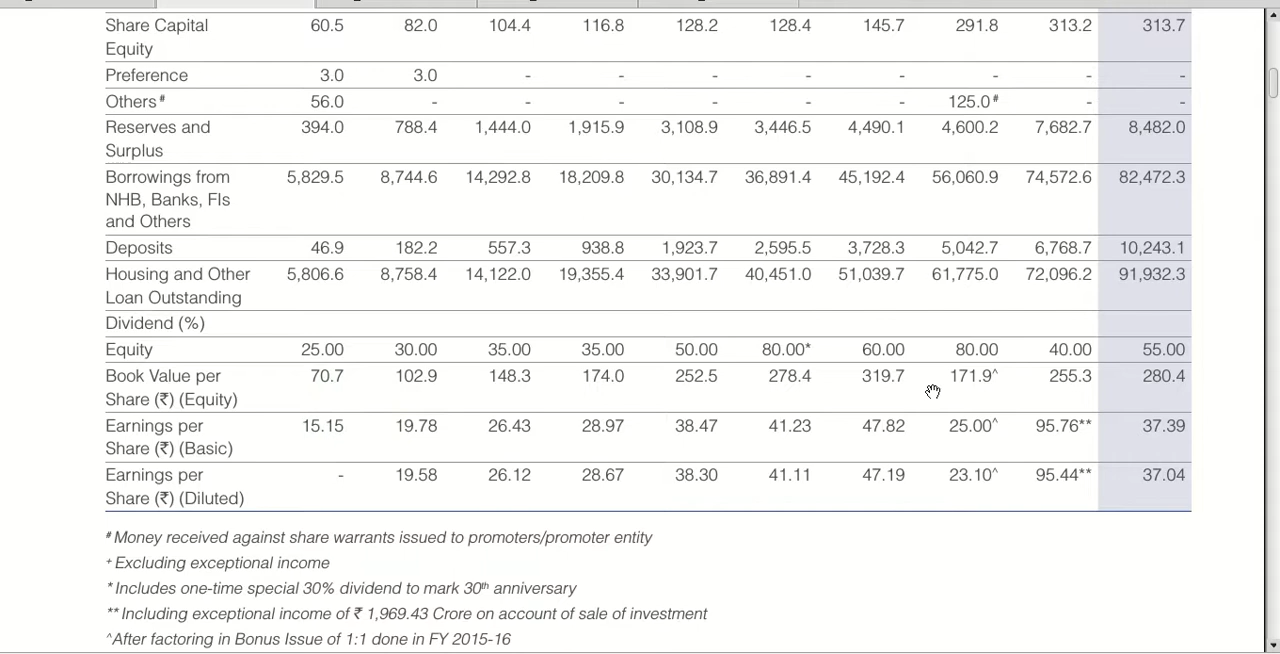 Share Capital 60.5 82.0 104.4 116.8 128.2 128.4 145.7 291.8 313.2 313.7
Equity
Preference 3.0 3.0 - - - - - - - -
Others # 56.0 - - - - - - 125.0 # - -
Reserves and 394.0 788.4 1,444.0 1,915.9 3,108.9 3,446.5 4,490.1 4,600.2 7,682.7 8,482.0
Surplus
Borrowings from 5,829.5 8,744.6 14,292.8 18,209.8 30,134.7 36,891.4 45,192.4 56,060.9 74,572.6 82,472.3
NHB, Banks, FIs
and Others
Deposits 46.9 182.2 557.3 938.8 1,923.7 2,595.5 3,728.3 5,042.7 6,768.7 10,243.1
Housing and Other 5,806.6 8,758.4 14,122.0 19,355.4 33,901.7 40,451.0 51,039.7 61,775.0 72,096.2 91,932.3
Loan Outstanding
Dividend (%)
Equity 25.00 30.00 35.00 35.00 50.00 80.00* 60.00 80.00 40.00 55.00
Book Value per 70.7 102.9 148.3 174.0 252.5 278.4 319.7 171.9^ 255.3 280.4
Share (₹) (Equity)
Earnings per 15.15 19.78 26.43 28.97 38.47 41.23 47.82 25.00^ 95.76** 37.39
Share (₹) (Basic)
Earnings per - 19.58 26.12 28.67 38.30 41.11 47.19 23.10^ 95.44** 37.04
Share (₹) (Diluted)
# Money received against share warrants issued to promoters/promoter entity
+ Excluding exceptional income
* Includes one-time special 30% dividend to mark 30th anniversary
** Including exceptional income of ₹ 1,969.43 Crore on account of sale of investment
^After factoring in Bonus Issue of 1:1 done in FY 2015-16